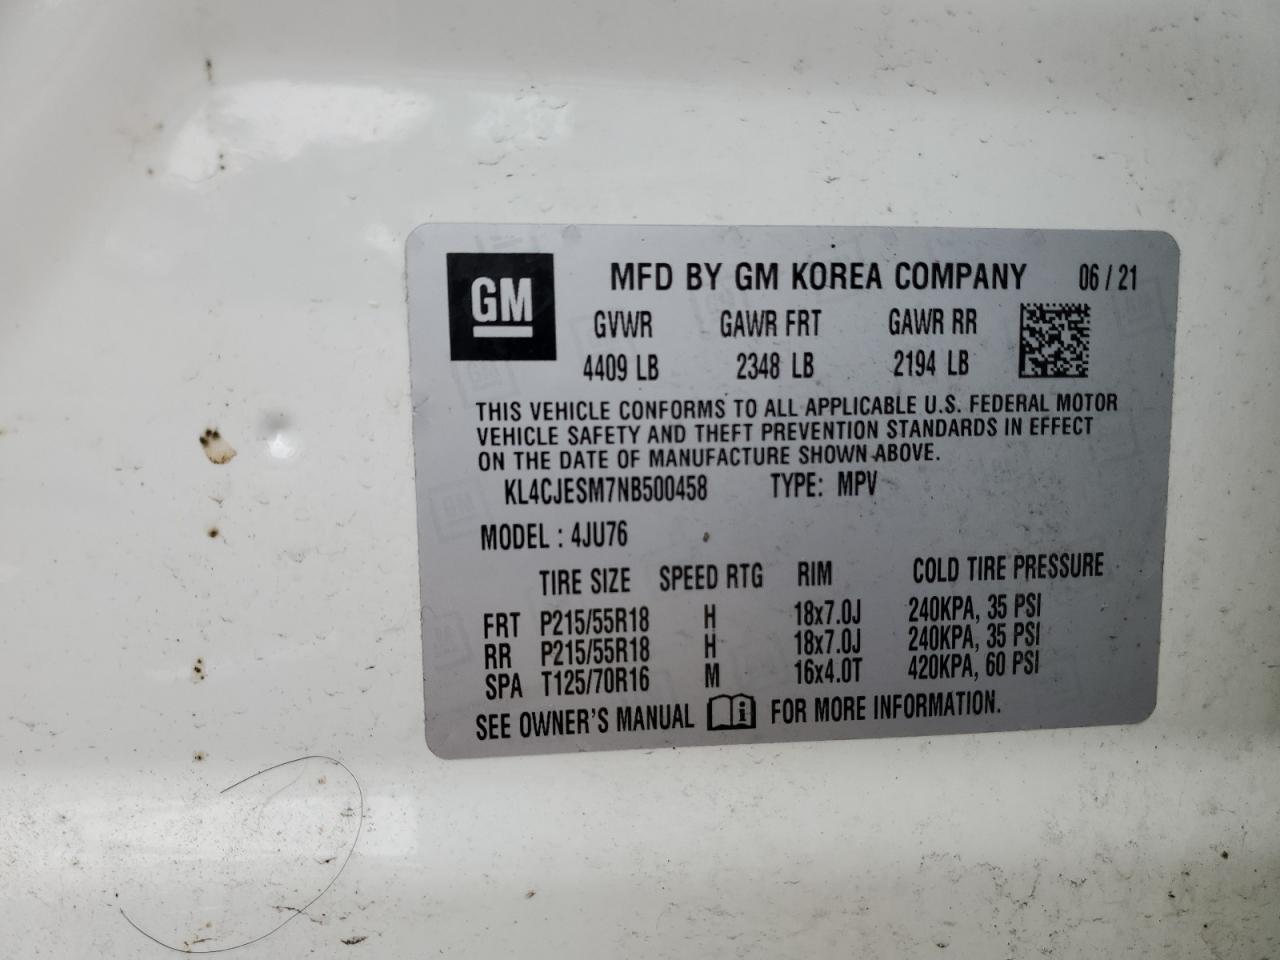 GM
MFD BY GM KOREA COMPANY 06 / 21
GVWR GAWR FRT GAWR RR
4409 LB 2348 LB 2194 LB
THIS VEHICLE CONFORMS TO ALL APPLICABLE U.S. FEDERAL MOTOR
VEHICLE SAFETY AND THEFT PREVENTION STANDARDS IN EFFECT
ON THE DATE OF MANUFACTURE SHOWN ABOVE.
KL4CJESM7NB500458 TYPE: MPV
MODEL : 4JU76
TIRE SIZE SPEED RTG RIM COLD TIRE PRESSURE
FRT P215/55R18 H 18x7.0J 240KPA, 35 PSI
RR P215/55R18 H 18x7.0J 240KPA, 35 PSI
SPA T125/70R16 M 16x4.0T 420KPA, 60 PSI
SEE OWNER'S MANUAL i FOR MORE INFORMATION.